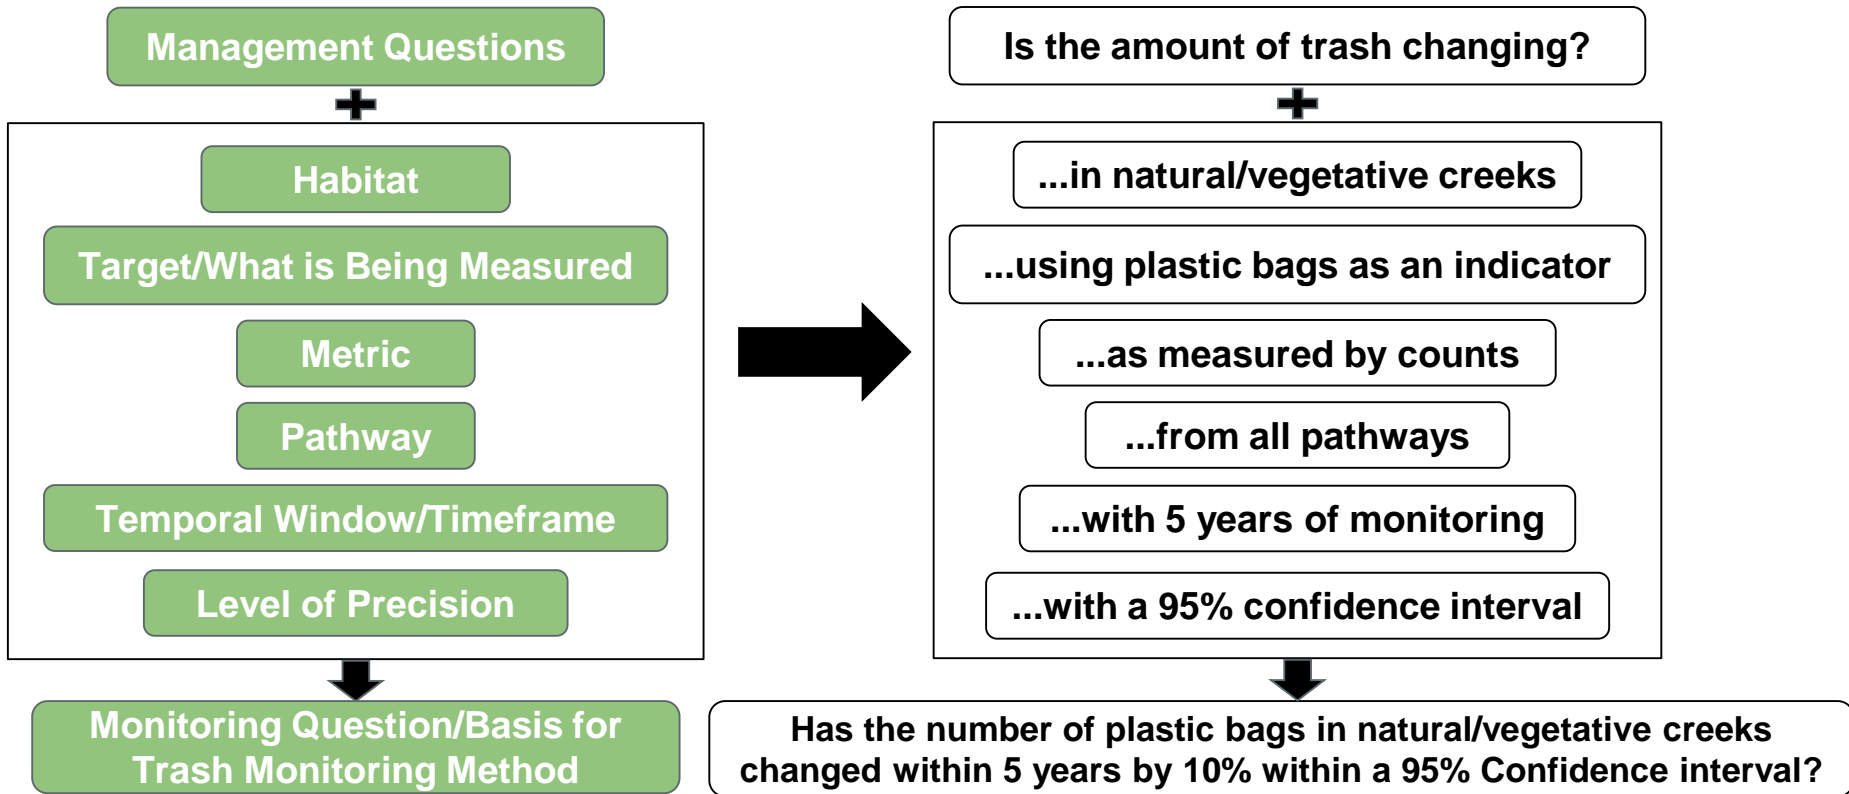 Management Questions
Habitat
Target/What is Being Measured
Metric
Pathway
Temporal Window/Timeframe
Level of Precision
Monitoring Question/Basis for
Trash Monitoring Method
Is the amount of trash changing?
...in natural/vegetative creeks
...using plastic bags as an indicator
...as measured by counts
...from all pathways
...with 5 years of monitoring
...with a 95% confidence interval
Has the number of plastic bags in natural/vegetative creeks
changed within 5 years by 10% within a 95% Confidence interval?